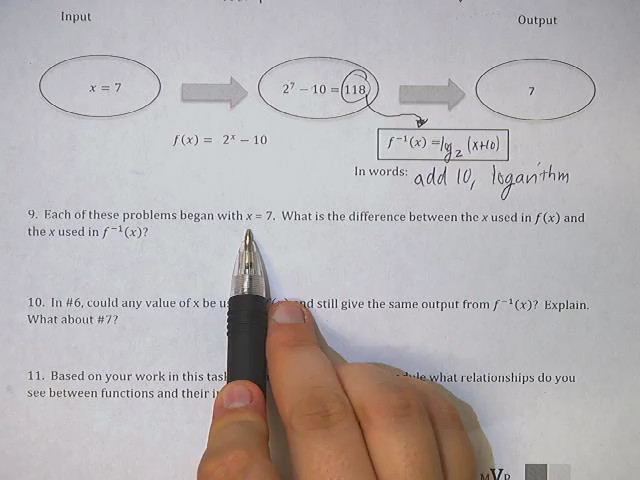 Input
Output
x = 7
2⁷ − 10 = 118
7
f(x) = 2ˣ − 10
f⁻¹(x) = log₂ (x+10)
In words: add 10, logarithm
9. Each of these problems began with x = 7. What is the difference between the x used in f(x) and
the x used in f⁻¹(x)?
10. In #6, could any value of x be and still give the same output from f⁻¹(x)? Explain.
What about #7?
11. Based on your work in this what relationships do you
see between functions and their
MVP